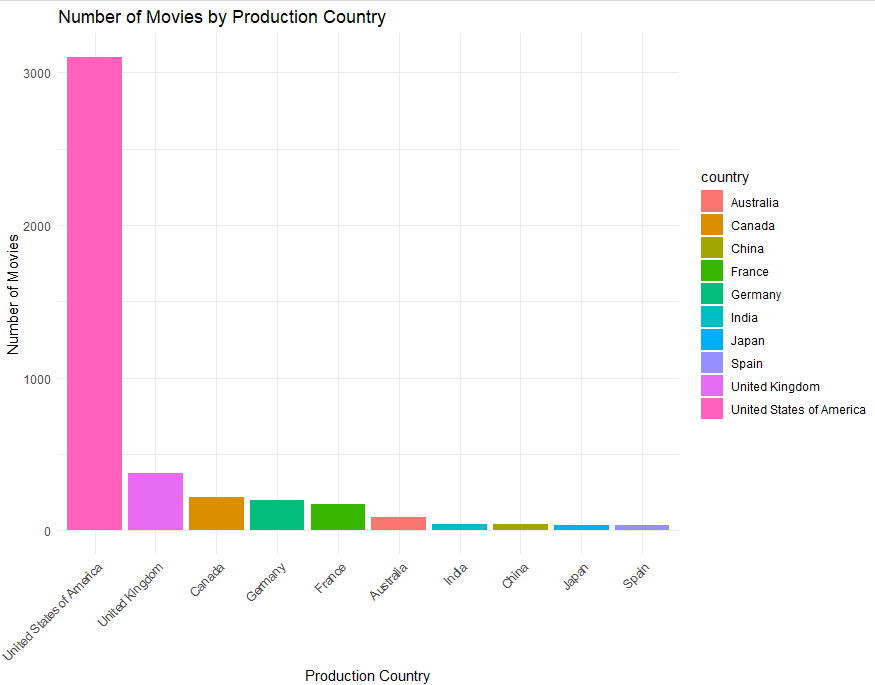 Number of Movies by Production Country
3000
2000
1000
0
Number of Movies
United States of America
United Kingdom
Canada
Germany
France
Australia
India
China
Japan
Spain
Production Country
country
Australia
Canada
China
France
Germany
India
Japan
Spain
United Kingdom
United States of America